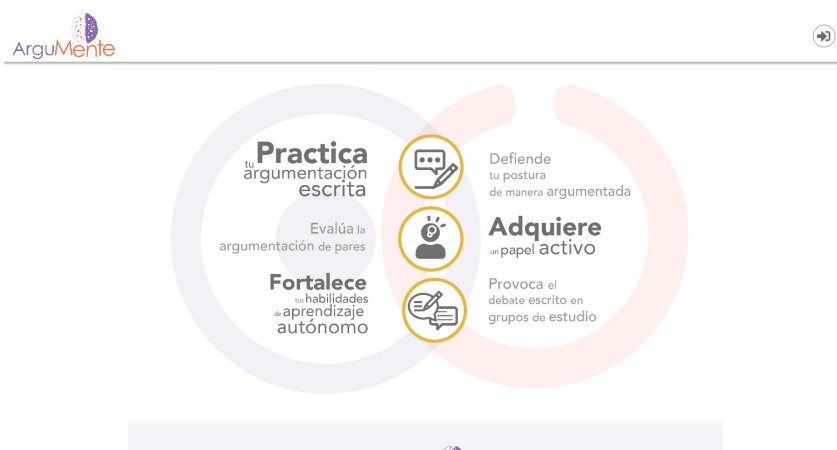 ArguMente
Practica
tu argumentación
escrita
Evalúa la
argumentación de pares
Fortalece
tus habilidades
de aprendizaje
autónomo
Defiende
tu postura
de manera argumentada
Adquiere
un papel activo
Provoca el
debate escrito en
grupos de estudio